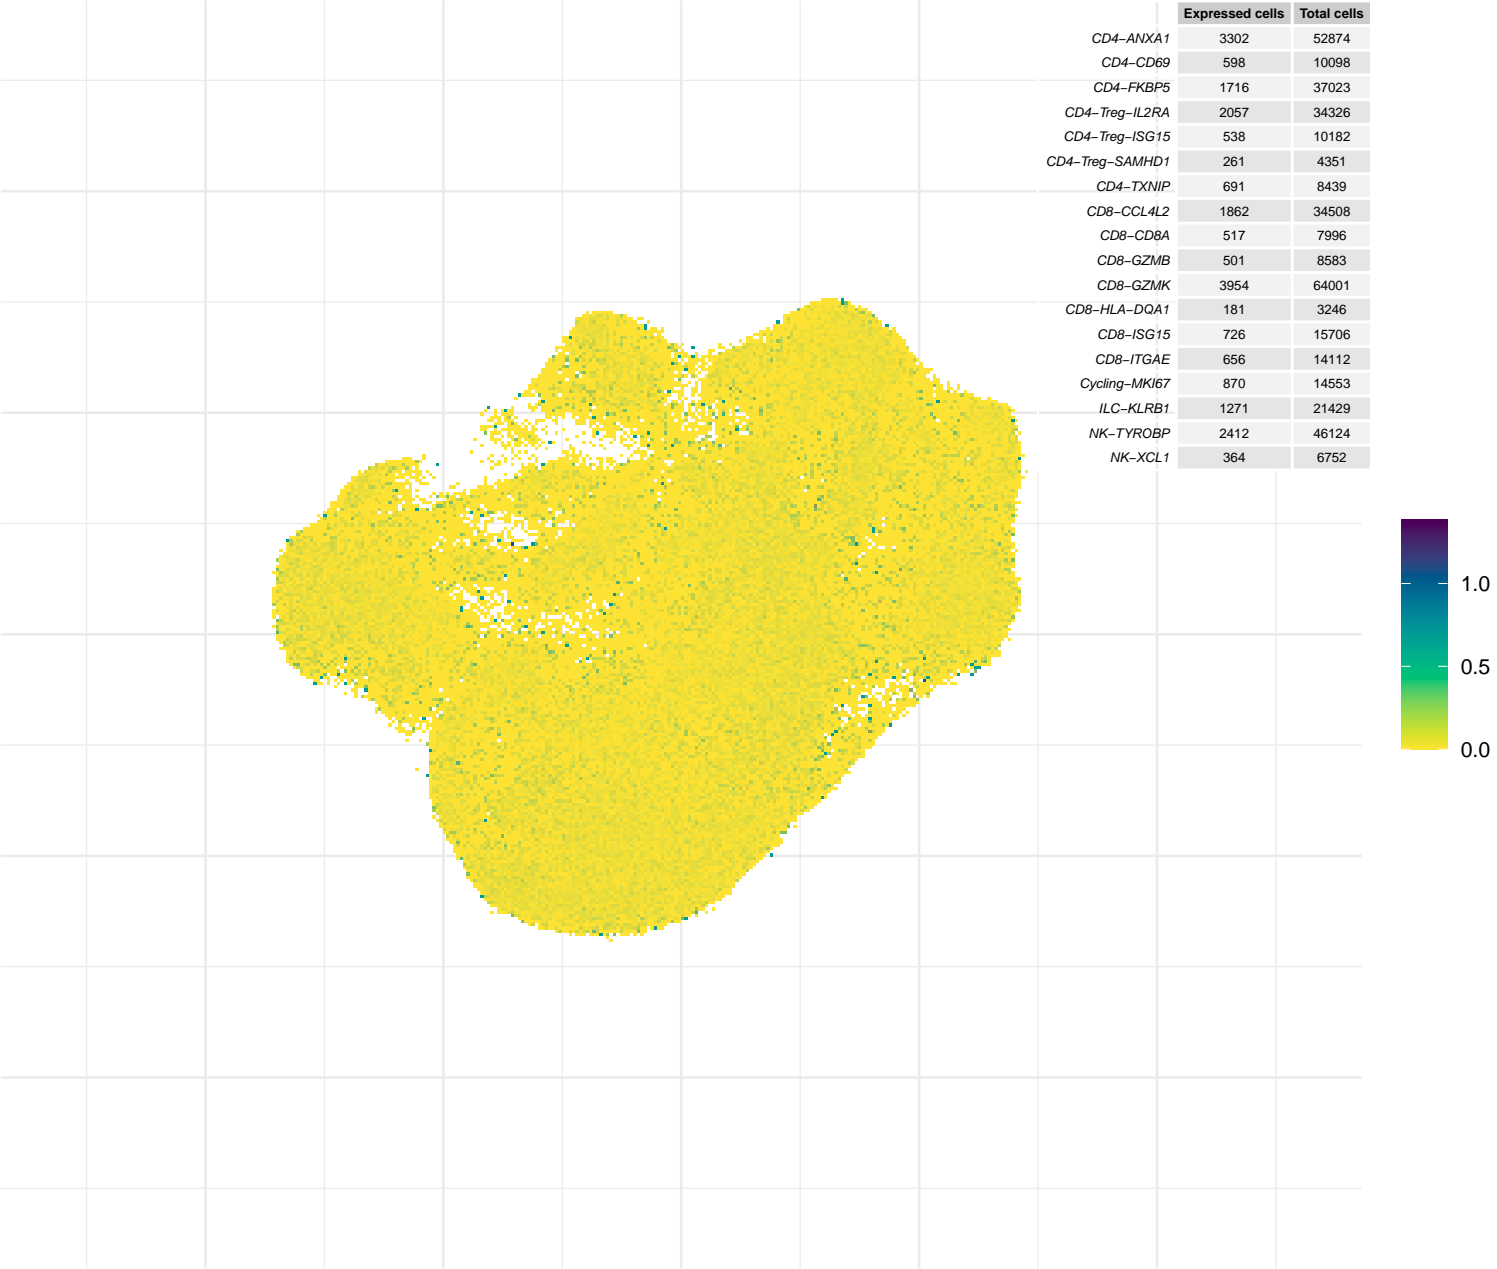 Expressed cells Total cells
CD4−ANXA1 3302 52874
CD4−CD69 598 10098
CD4−FKBP5 1716 37023
CD4−Treg−IL2RA 2057 34326
CD4−Treg−ISG15 538 10182
CD4−Treg−SAMHD1 261 4351
CD4−TXNIP 691 8439
CD8−CCL4L2 1862 34508
CD8−CD8A 517 7996
CD8−GZMB 501 8583
CD8−GZMK 3954 64001
CD8−HLA−DQA1 181 3246
CD8−ISG15 726 15706
CD8−ITGAE 656 14112
Cycling−MKI67 870 14553
ILC−KLRB1 1271 21429
NK−TYROBP 2412 46124
NK−XCL1 364 6752
1.0
0.5
0.0